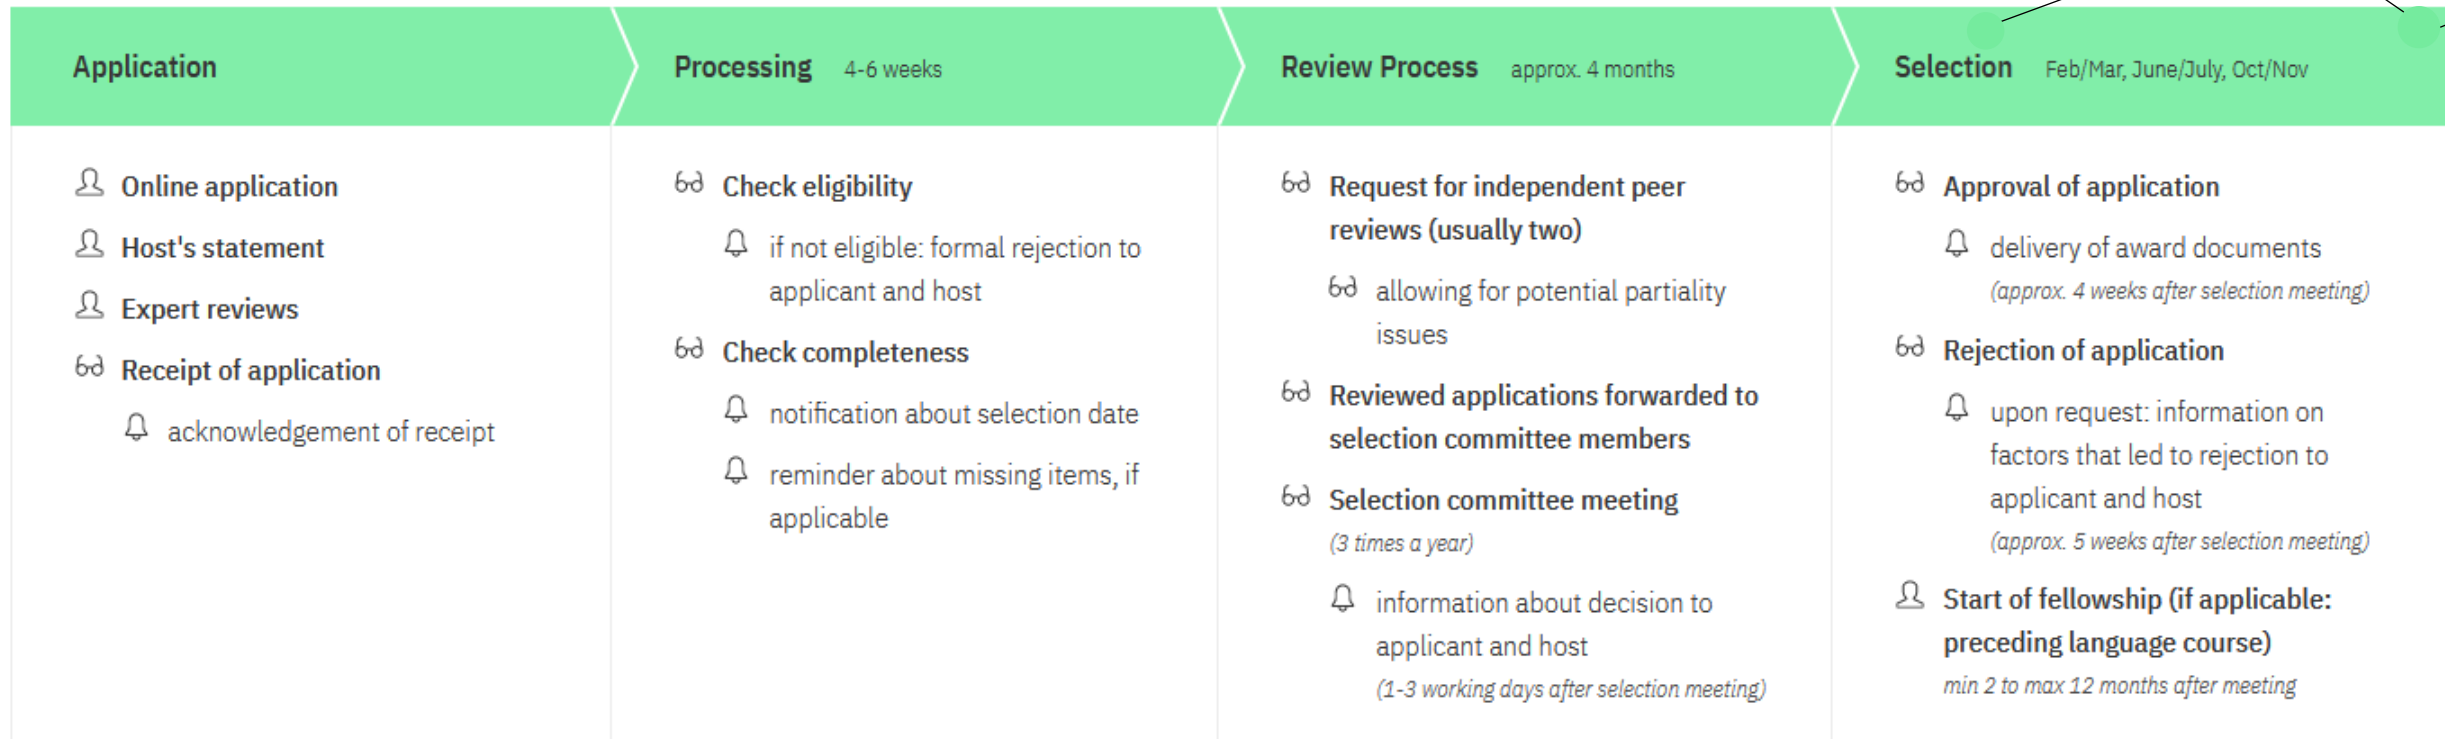 Application
Online application
Host's statement
Expert reviews
Receipt of application
acknowledgement of receipt
Processing 4-6 weeks
Check eligibility
if not eligible: formal rejection to
applicant and host
Check completeness
notification about selection date
reminder about missing items, if
applicable
Review Process approx. 4 months
Request for independent peer
reviews (usually two)
allowing for potential partiality
issues
Reviewed applications forwarded to
selection committee members
Selection committee meeting
(3 times a year)
information about decision to
applicant and host
(1-3 working days after selection meeting)
Selection Feb/Mar, June/July, Oct/Nov
Approval of application
delivery of award documents
(approx. 4 weeks after selection meeting)
Rejection of application
upon request: information on
factors that led to rejection to
applicant and host
(approx. 5 weeks after selection meeting)
Start of fellowship (if applicable:
preceding language course)
min 2 to max 12 months after meeting